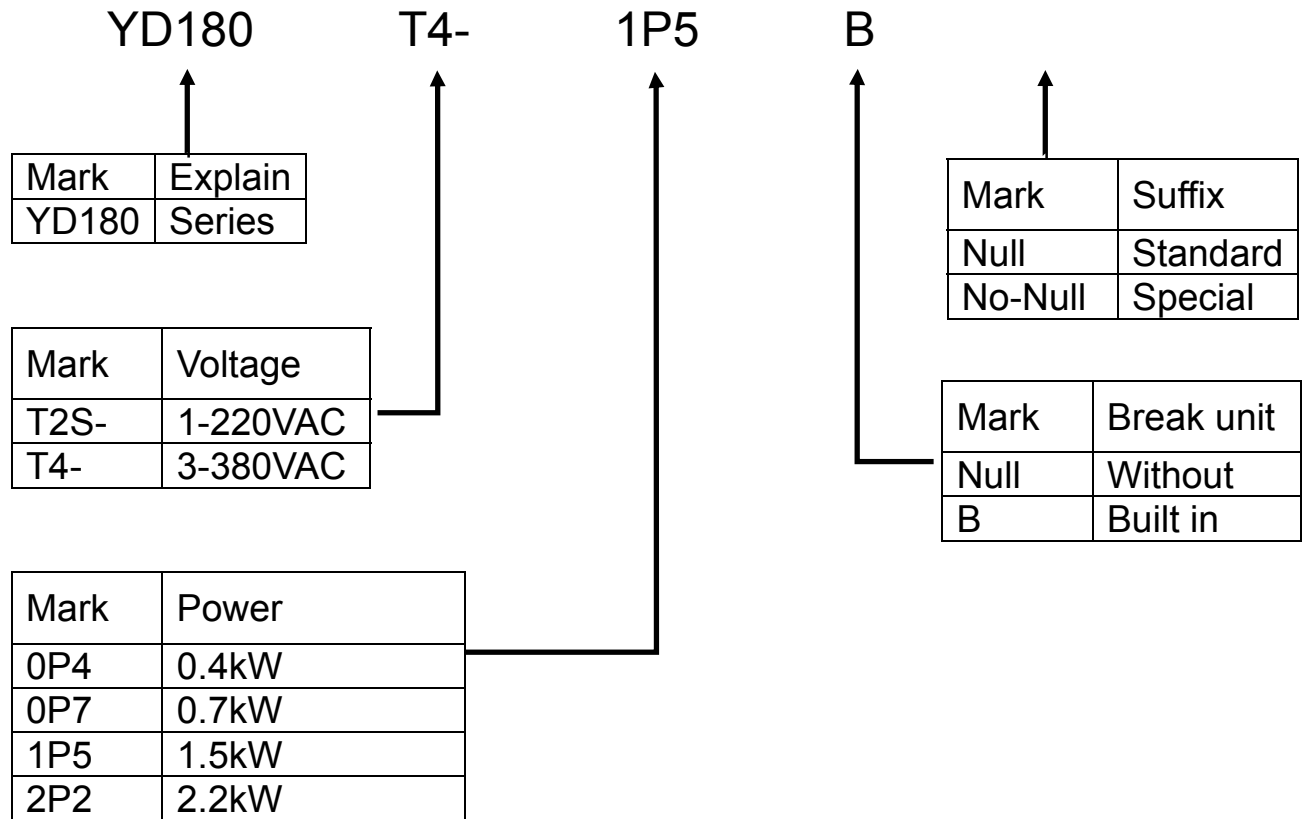 YD180 T4- 1P5 B
Mark Explain
YD180 Series
Mark Suffix
Null Standard
No-Null Special
Mark Voltage
T2S- 1-220VAC
T4- 3-380VAC
Mark Break unit
Null Without
B Built in
Mark Power
0P4 0.4kW
0P7 0.7kW
1P5 1.5kW
2P2 2.2kW